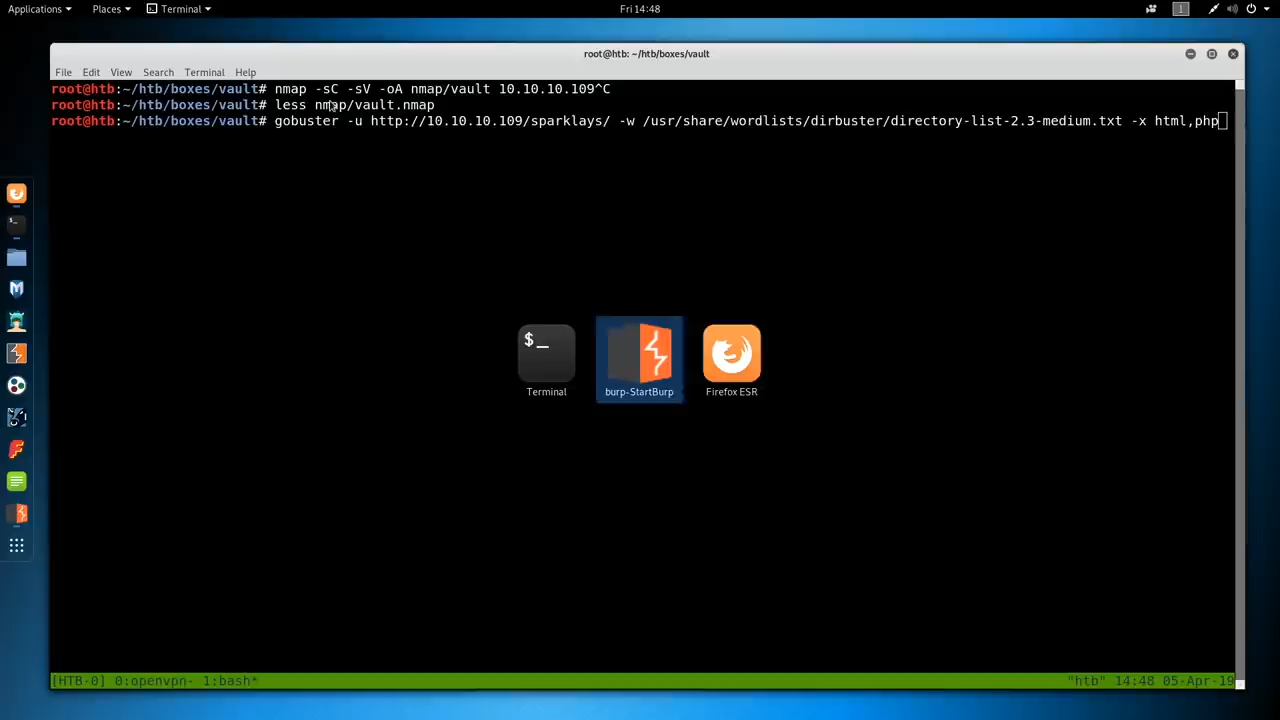 Applications Places Terminal Fri 14:48 1
root@htb: ~/htb/boxes/vault
File Edit View Search Terminal Help
root@htb:~/htb/boxes/vault# nmap -sC -sV -oA nmap/vault 10.10.10.109^C
root@htb:~/htb/boxes/vault# less nmap/vault.nmap
root@htb:~/htb/boxes/vault# gobuster -u http://10.10.10.109/sparklays/ -w /usr/share/wordlists/dirbuster/directory-list-2.3-medium.txt -x html,php
$_
Terminal burp-StartBurp Firefox ESR
[HTB-0] 0:openvpn- 1:bash* "htb" 14:48 05-Apr-19